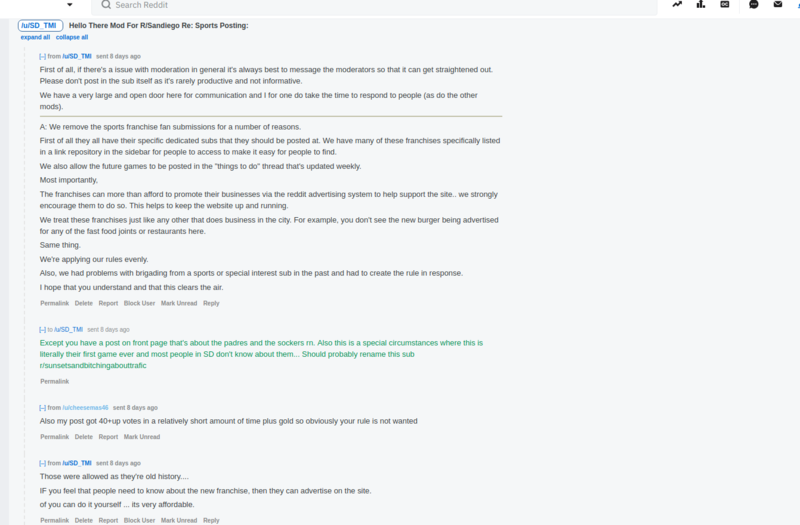 Search Reddit
/u/SD_TMI Hello There Mod For R/Sandiego Re: Sports Posting:
expand all collapse all
[–] from /u/SD_TMI sent 8 days ago
First of all, if there's a issue with moderation in general it's always best to message the moderators so that it can get straightened out.
Please don't post in the sub itself as it's rarely productive and not informative.
We have a very large and open door here for communication and I for one do take the time to respond to people (as do the other
mods).
A: We remove the sports franchise fan submissions for a number of reasons.
First of all they all have their specific dedicated subs that they should be posted at. We have many of these franchises specifically listed
in a link repository in the sidebar for people to access to make it easy for people to find.
We also allow the future games to be posted in the "things to do" thread that's updated weekly.
Most importantly,
The franchises can more than afford to promote their businesses via the reddit advertising system to help support the site.. we strongly
encourage them to do so. This helps to keep the website up and running.
We treat these franchises just like any other that does business in the city. For example, you don't see the new burger being advertised
for any of the fast food joints or restaurants here.
Same thing.
We're applying our rules evenly.
Also, we had problems with brigading from a sports or special interest sub in the past and had to create the rule in response.
I hope that you understand and that this clears the air.
Permalink Delete Report Block User Mark Unread Reply
[–] to /u/SD_TMI sent 8 days ago
Except you have a post on front page that's about the padres and the sockers rn. Also this is a special circumstances where this is
literally their first game ever and most people in SD don't know about them... Should probably rename this sub
r/sunsetsandbitchingabouttrafic
Permalink
[–] from /u/cheesemas46 sent 8 days ago
Also my post got 40+up votes in a relatively short amount of time plus gold so obviously your rule is not wanted
Permalink Delete Report Mark Unread
[–] from /u/SD_TMI sent 8 days ago
Those were allowed as they're old history....
IF you feel that people need to know about the new franchise, then they can advertise on the site.
of you can do it yourself ... its very affordable.
Permalink Delete Report Block User Mark Unread Reply